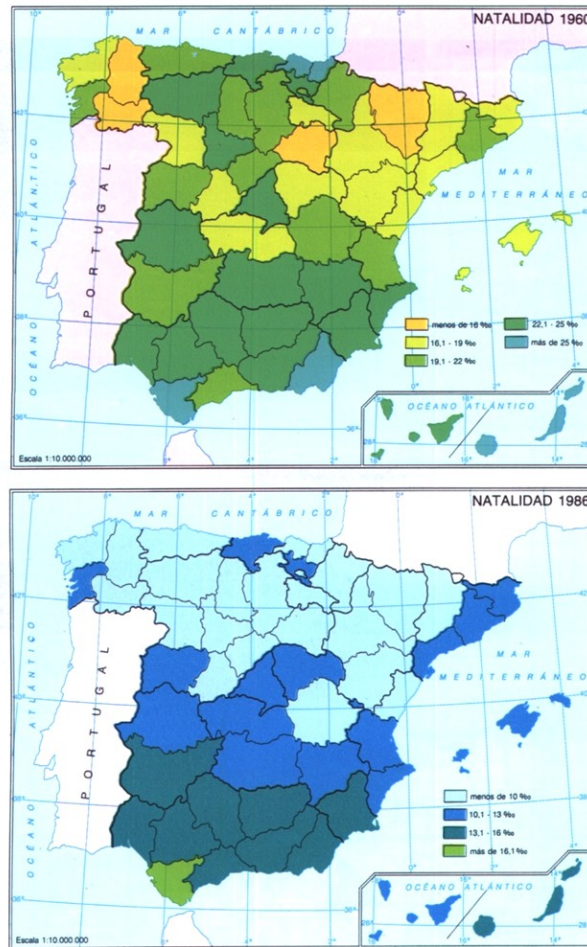 NATALIDAD 1960
MAR CANTÁBRICO
OCÉANO ATLÁNTICO
PORTUGAL
MAR MEDITERRÁNEO
menos de 16 ‰
16,1 - 19 ‰
19,1 - 22 ‰
22,1 - 25 ‰
más de 25 ‰
OCÉANO ATLÁNTICO
Escala 1:10.000.000
NATALIDAD 1986
MAR CANTÁBRICO
OCÉANO ATLÁNTICO
PORTUGAL
MAR MEDITERRÁNEO
menos de 10 ‰
10,1 - 13 ‰
13,1 - 16 ‰
más de 16,1 ‰
OCÉANO ATLÁNTICO
Escala 1:10.000.000